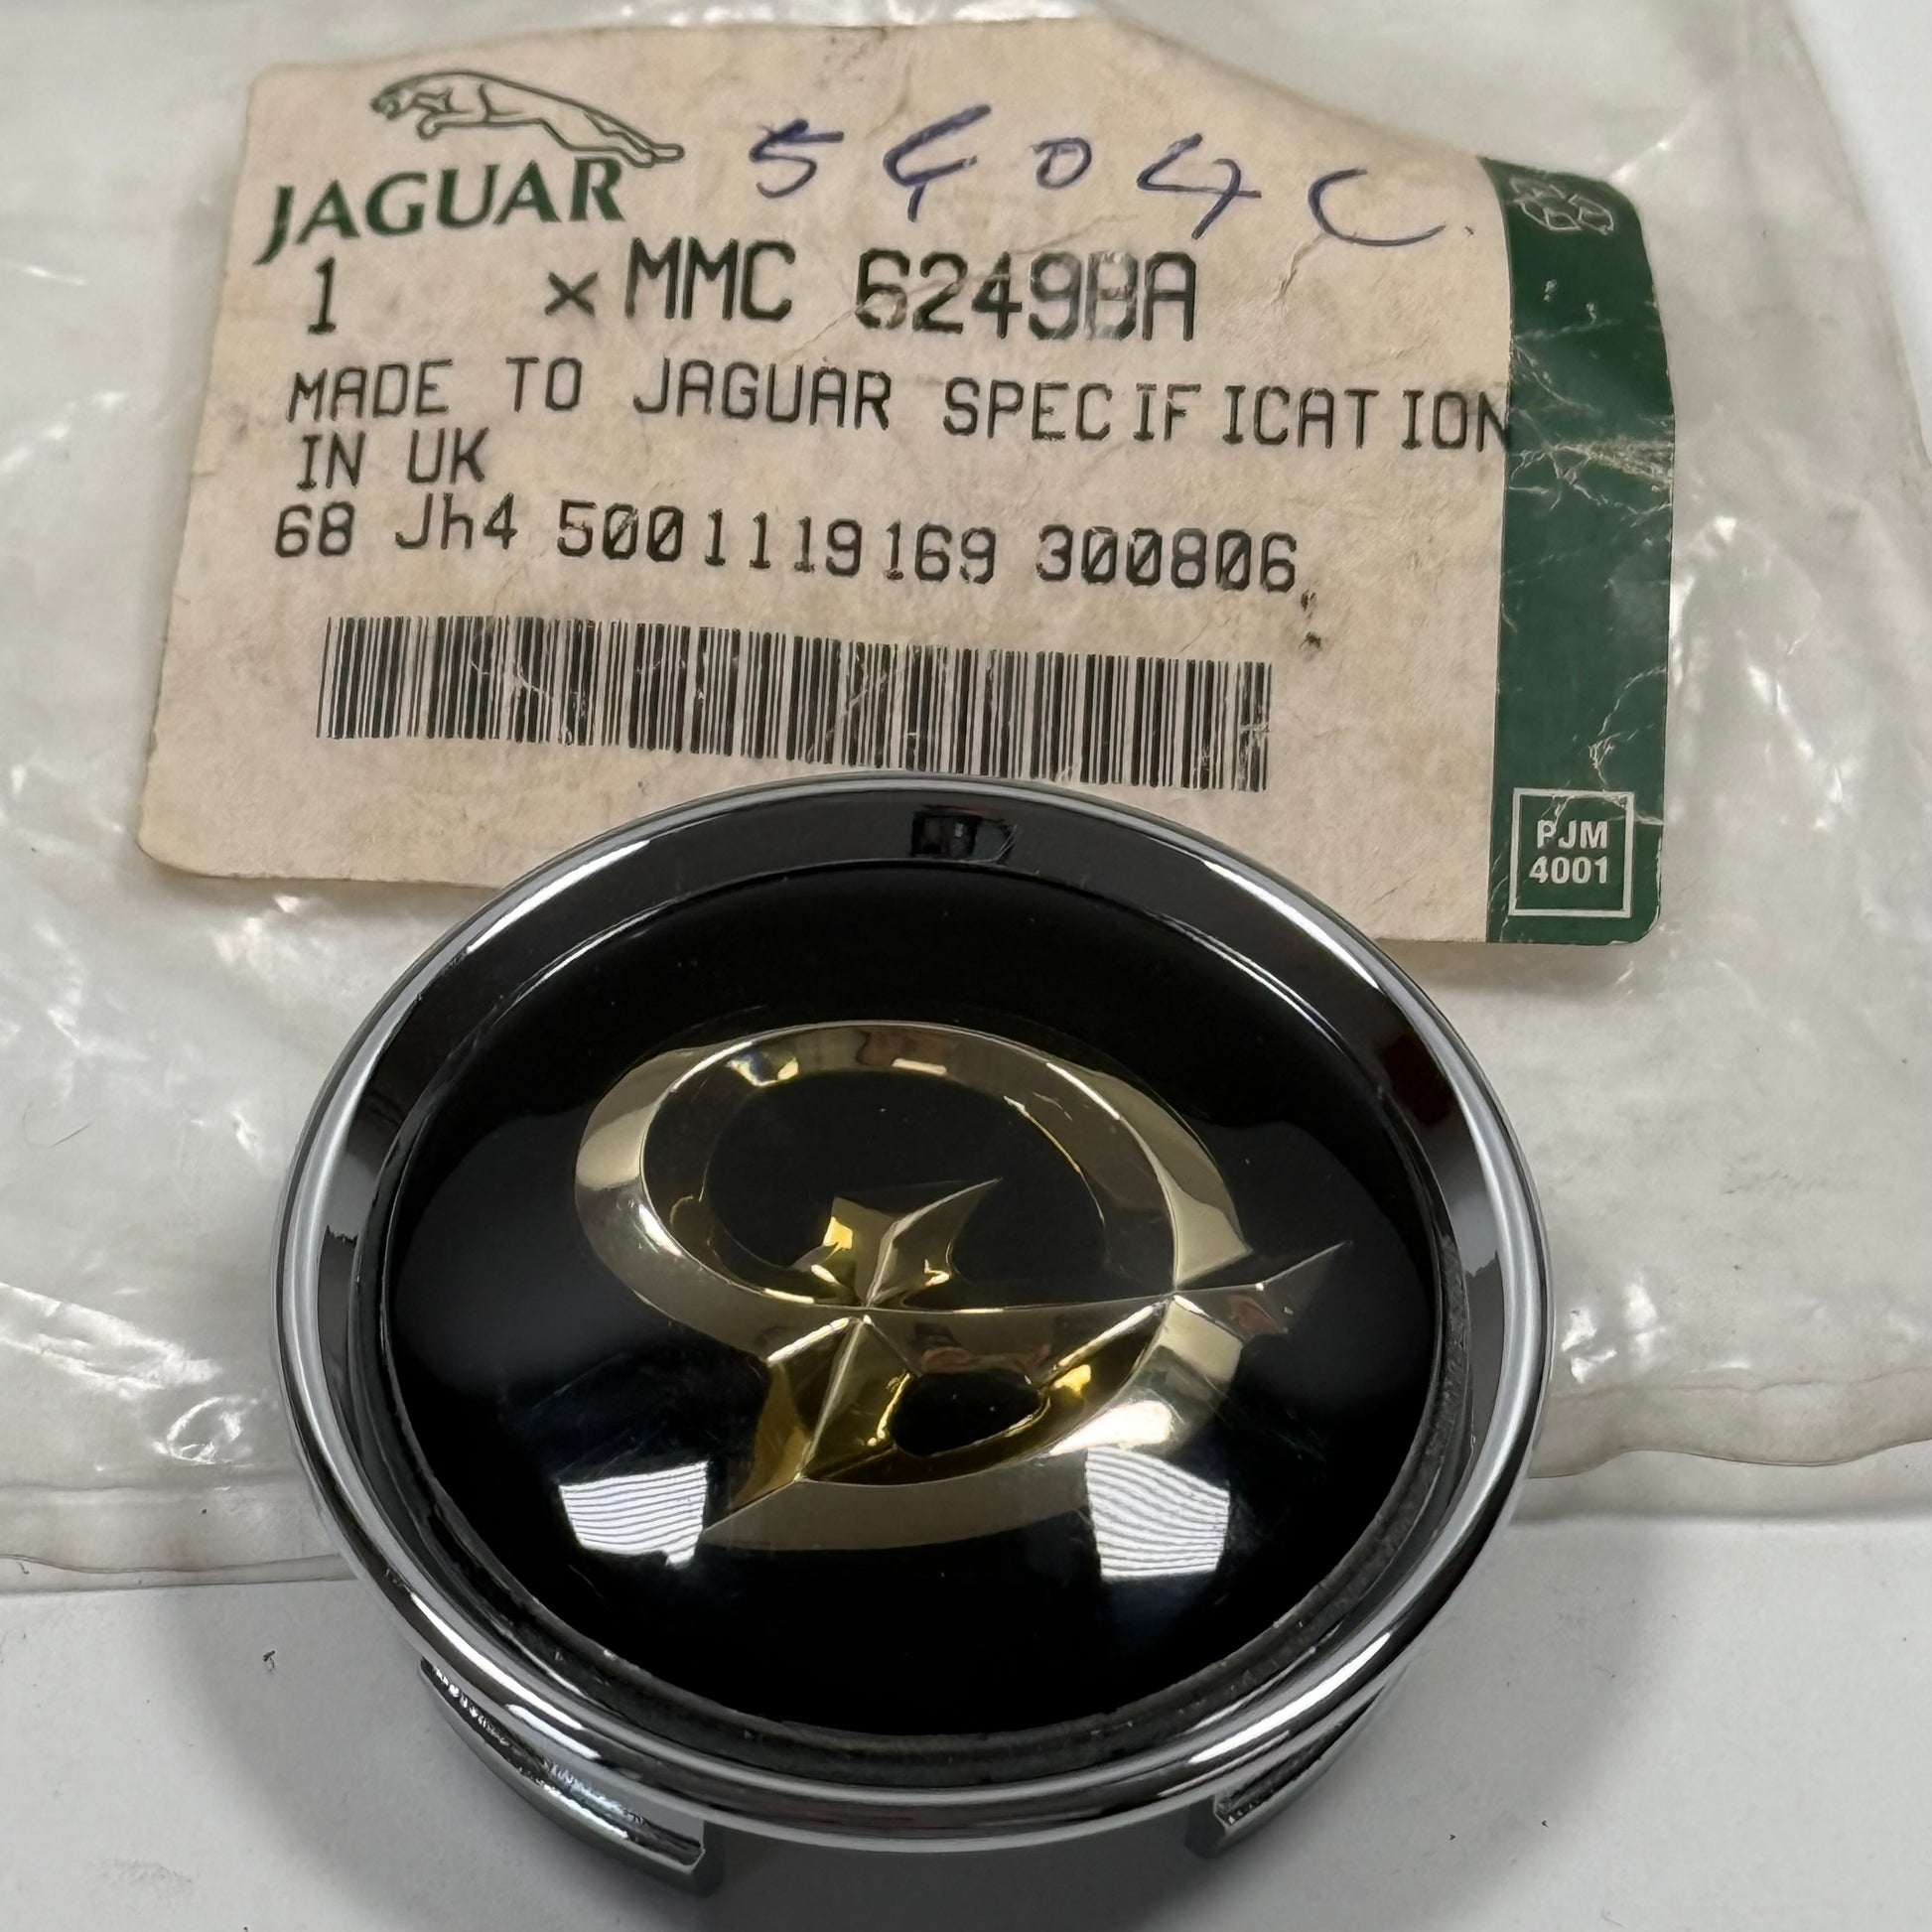 5404C
JAGUAR
1 x MMC 6249BA
MADE TO JAGUAR SPECIFICATION
IN UK
68 Jh4 5001119169 300806
PJM
4001